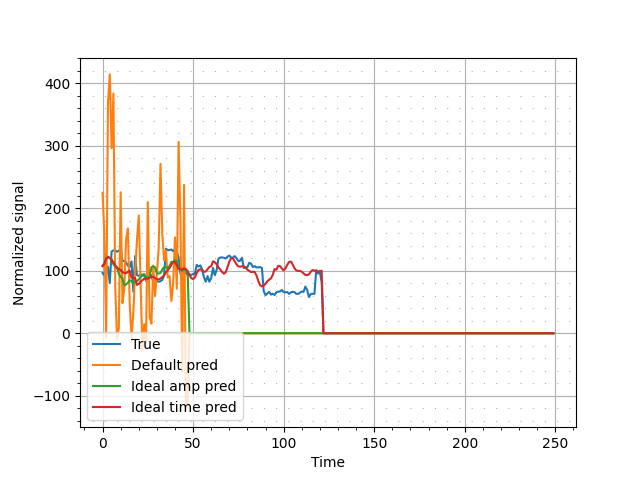 400
300
200
100
0
−100
Normalized signal
True
Default pred
Ideal amp pred
Ideal time pred
0 50 100 150 200 250
Time